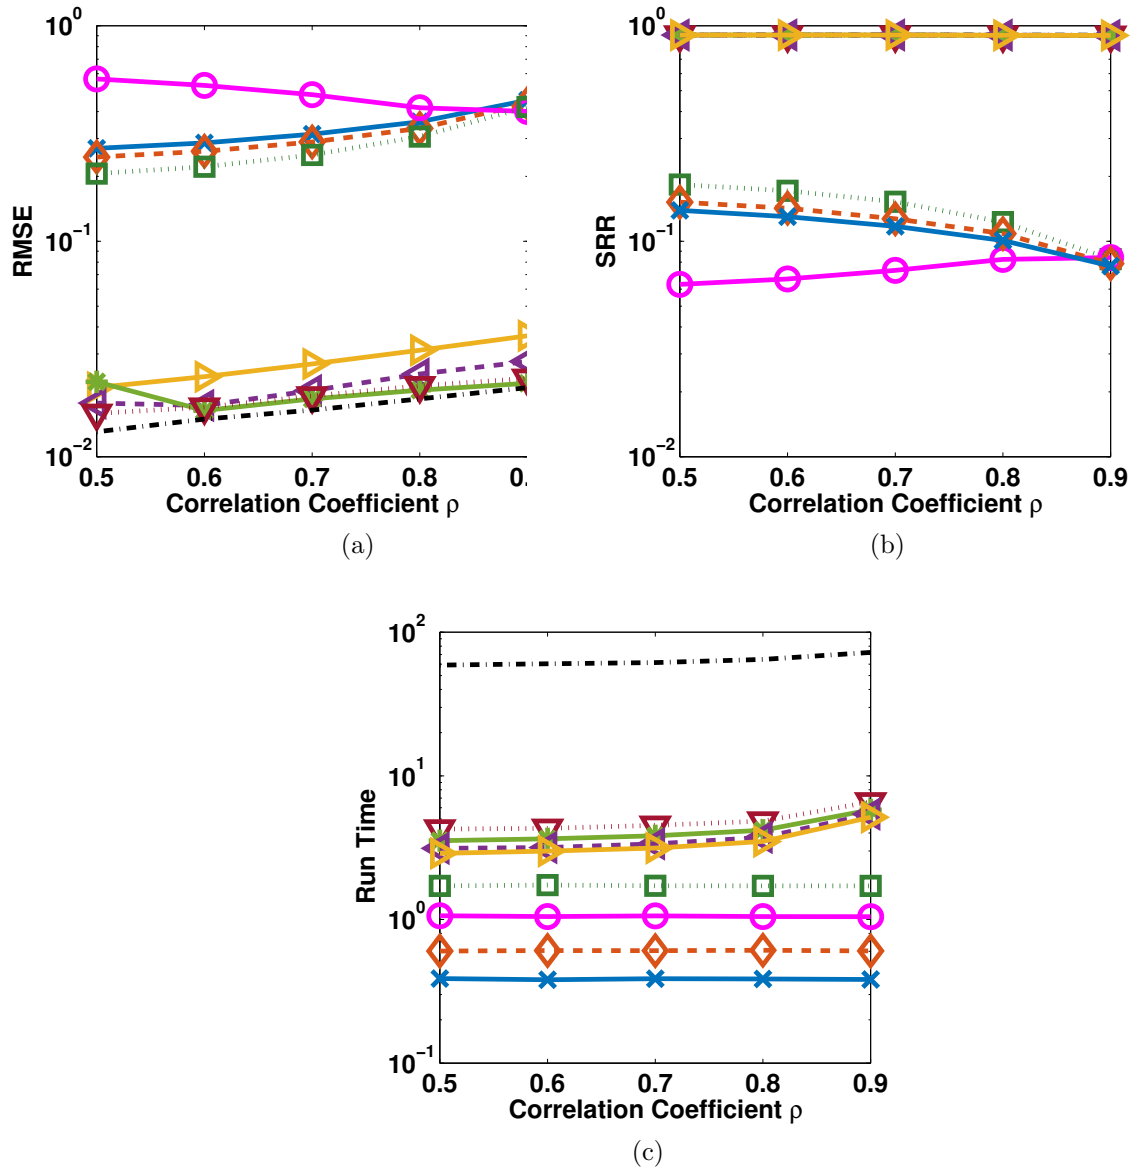 10^0
10^−1
10^−2
RMSE
0.5 0.6 0.7 0.8 0.
Correlation Coefficient ρ
(a)
10^0
10^−1
10^−2
SRR
0.5 0.6 0.7 0.8 0.9
Correlation Coefficient ρ
(b)
10^2
10^1
10^0
10^−1
Run Time
0.5 0.6 0.7 0.8 0.9
Correlation Coefficient ρ
(c)